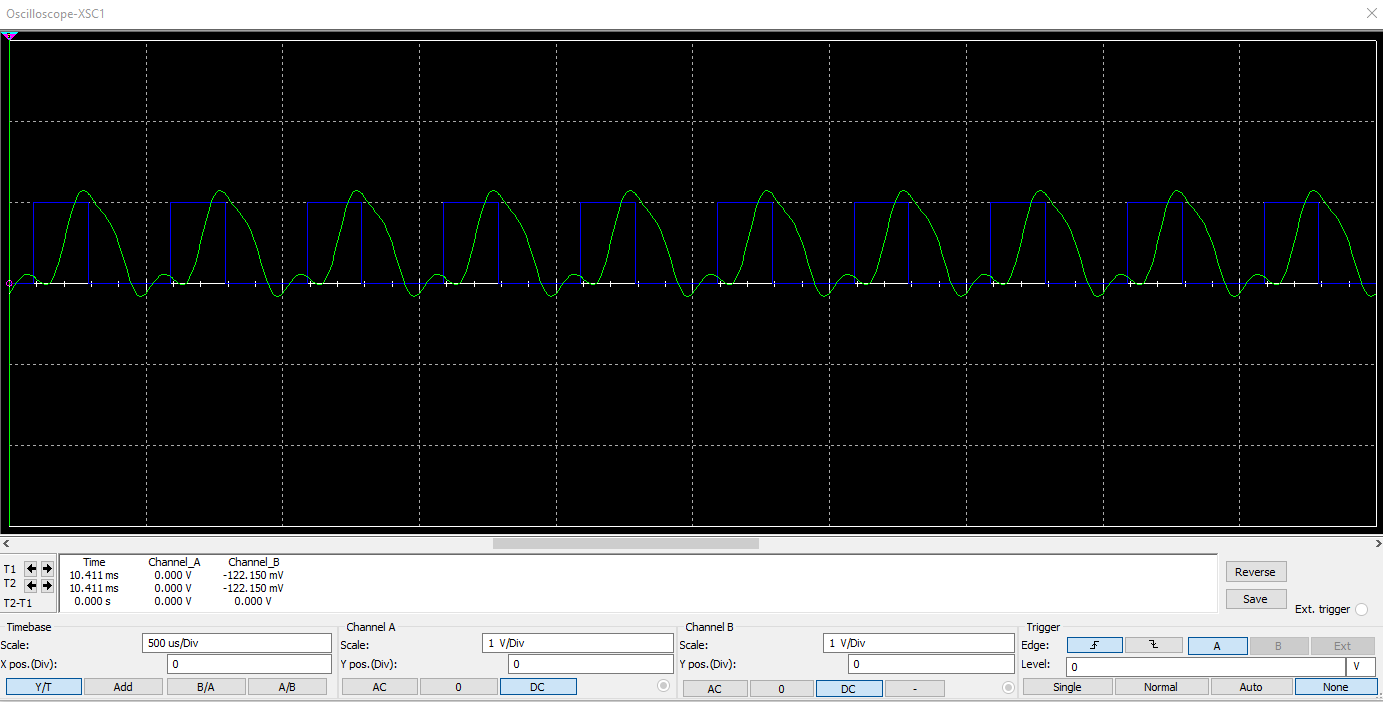 Oscilloscope-XSC1
Time Channel_A Channel_B
T1 10.411 ms 0.000 V -122.150 mV
T2 10.411 ms 0.000 V -122.150 mV
T2-T1 0.000 s 0.000 V 0.000 V
Reverse
Save
Ext. trigger
Timebase
Scale: 500 us/Div
X pos.(Div): 0
Y/T Add B/A A/B
Channel A
Scale: 1 V/Div
Y pos.(Div): 0
AC 0 DC
Channel B
Scale: 1 V/Div
Y pos.(Div): 0
AC 0 DC -
Trigger
Edge: A B Ext
Level: 0 V
Single Normal Auto None